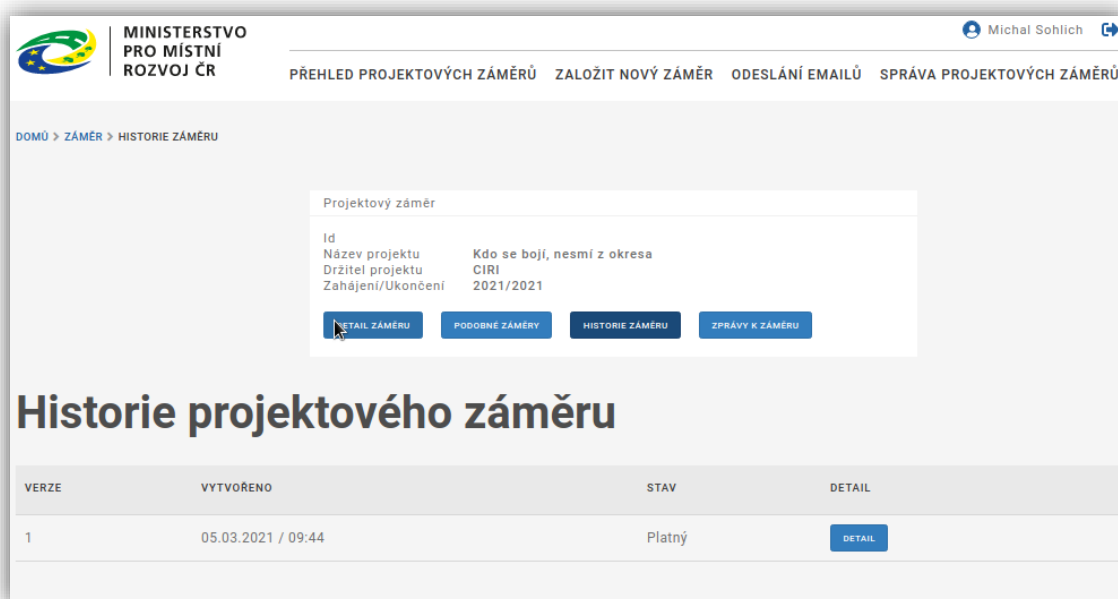 MINISTERSTVO
PRO MÍSTNÍ
ROZVOJ ČR
Michal Sohlich
PŘEHLED PROJEKTOVÝCH ZÁMĚRŮ ZALOŽIT NOVÝ ZÁMĚR ODESLÁNÍ EMAILŮ SPRÁVA PROJEKTOVÝCH ZÁMĚRŮ
DOMŮ > ZÁMĚR > HISTORIE ZÁMĚRU
Projektový záměr
Id
Název projektu Kdo se bojí, nesmí z okresa
Držitel projektu CIRI
Zahájení/Ukončení 2021/2021
DETAIL ZÁMĚRU PODOBNÉ ZÁMĚRY HISTORIE ZÁMĚRU ZPRÁVY K ZÁMĚRU
Historie projektového záměru
VERZE VYTVOŘENO STAV DETAIL
1 05.03.2021 / 09:44 Platný DETAIL